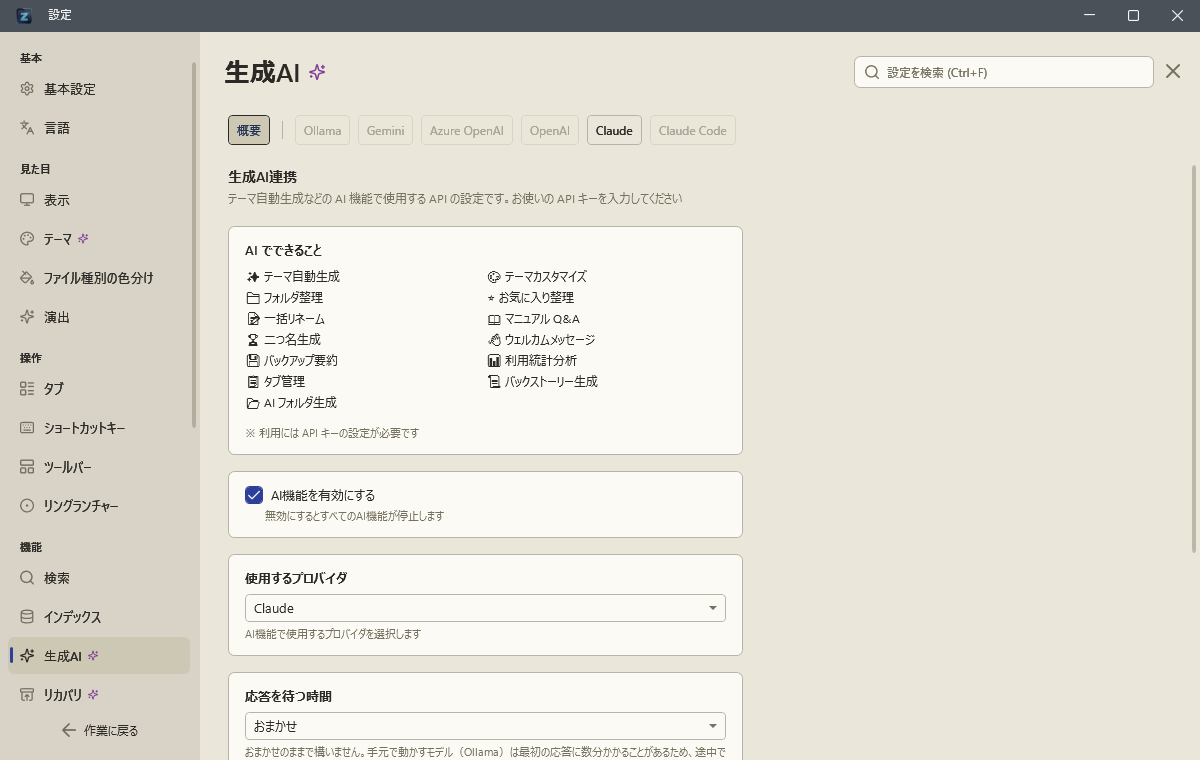 設定
基本
基本設定
言語
見た目
表示
テーマ
ファイル種別の色分け
演出
操作
タブ
ショートカットキー
ツールバー
リングランチャー
機能
検索
インデックス
生成AI
リカバリ
作業に戻る
生成AI
設定を検索 (Ctrl+F)
概要
Ollama
Gemini
Azure OpenAI
OpenAI
Claude
Claude Code
生成AI連携
テーマ自動生成などの AI 機能で使用する API の設定です。お使いの API キーを入力してください
AI でできること
テーマ自動生成
テーマカスタマイズ
フォルダ整理
お気に入り整理
一括リネーム
マニュアル Q&A
二つ名生成
ウェルカムメッセージ
バックアップ要約
利用統計分析
タブ管理
バックストーリー生成
AI フォルダ生成
※ 利用には API キーの設定が必要です
AI機能を有効にする
無効にするとすべてのAI機能が停止します
使用するプロバイダ
Claude
AI機能で使用するプロバイダを選択します
応答を待つ時間
おまかせ
おまかせのままで構いません。手元で動かすモデル（Ollama）は最初の応答に数分かかることがあるため、途中で